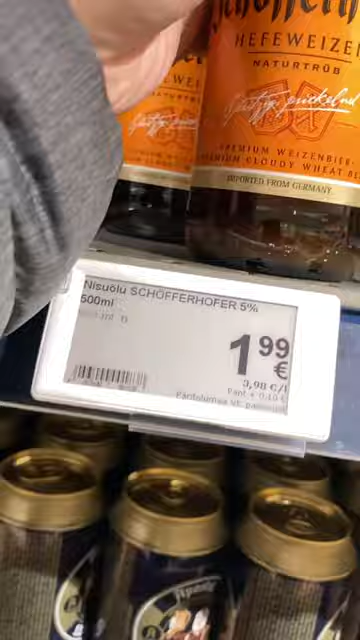 Schöfferhofer
HEFEWEIZEN
NATURTRÜB
PREMIUM WEIZENBIER
PREMIUM CLOUDY WHEAT BEER
IMPORTED FROM GERMANY
Nisuõlu SCHÖFFERHOFER 5%
500ml
1 99
€
3,98 €/l
Pant + 0,10 €